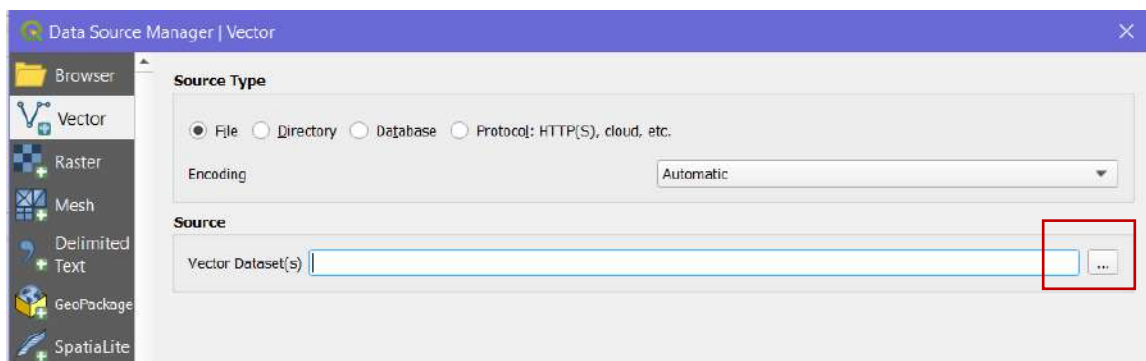 Data Source Manager | Vector
Browser
Vector
Raster
Mesh
Delimited
Text
GeoPackage
SpatiaLite
Source Type
File Directory Database Protocol: HTTP(S), cloud, etc.
Encoding Automatic
Source
Vector Dataset(s) ...